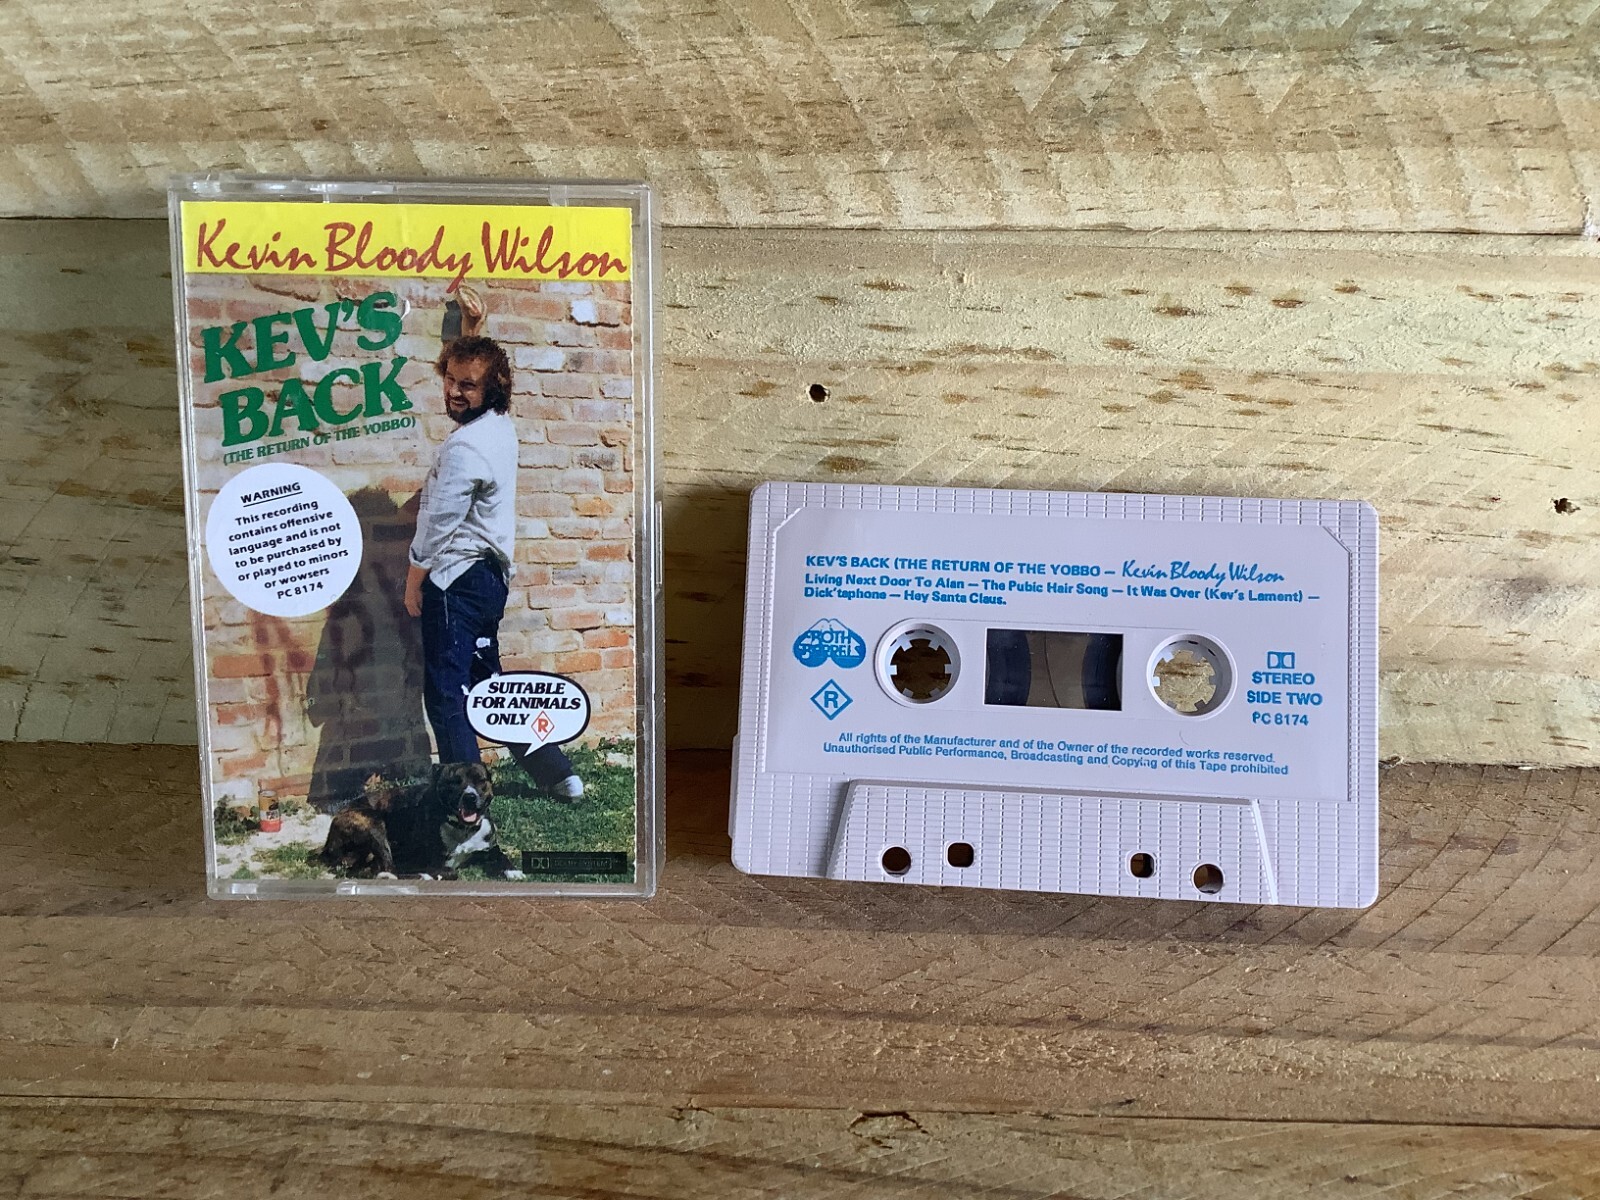 Kevin Bloody Wilson
KEV'S
BACK
(THE RETURN OF THE YOBBO)
WARNING
This recording
contains offensive
language and is not
to be purchased by
or played to minors
or wowsers
PC 8174
SUITABLE
FOR ANIMALS
ONLY R
KEV'S BACK (THE RETURN OF THE YOBBO – Kevin Bloody Wilson
Living Next Door To Alan – The Pubic Hair Song – It Was Over (Kev's Lament) –
Dick'taphone – Hey Santa Claus.
R
STEREO
SIDE TWO
PC 8174
All rights of the Manufacturer and of the Owner of the recorded works reserved.
Unauthorised Public Performance, Broadcasting and Copying of this Tape prohibited